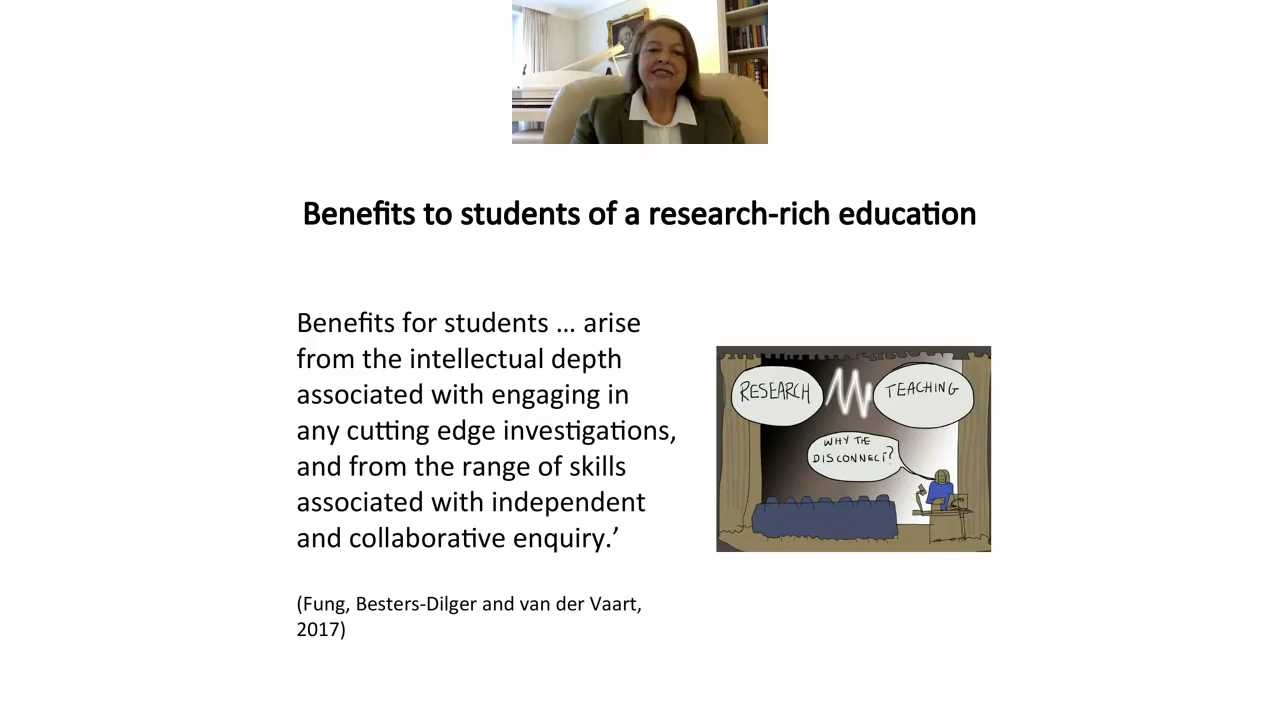 Benefits to students of a research-rich education
Benefits for students … arise
from the intellectual depth
associated with engaging in
any cutting edge investigations,
and from the range of skills
associated with independent
and collaborative enquiry.’
(Fung, Besters-Dilger and van der Vaart,
2017)
RESEARCH
TEACHING
WHY THE
DISCONNECT?